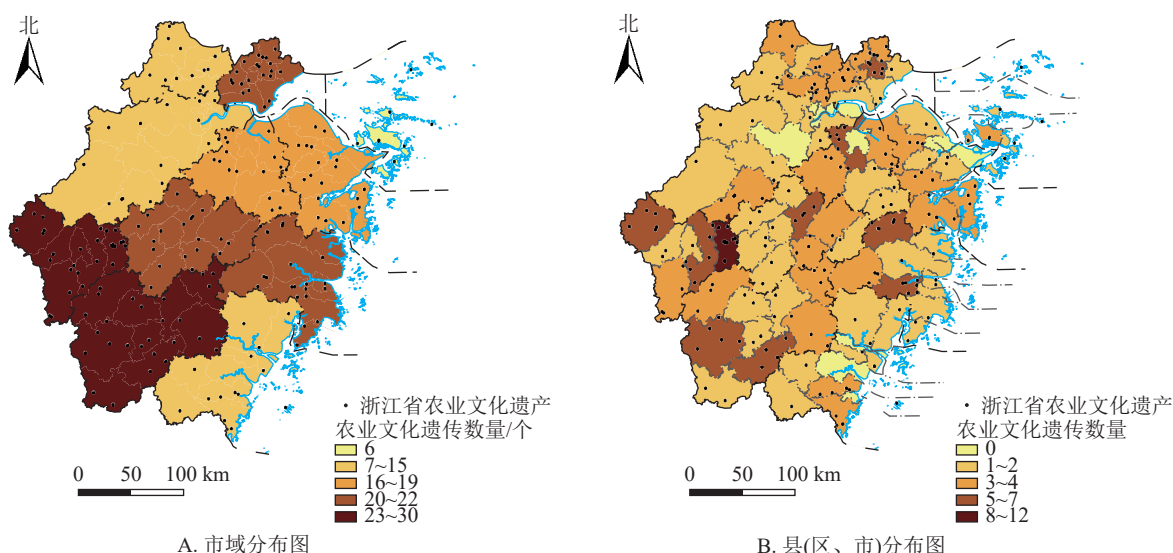 北
浙江省农业文化遗产
农业文化遗传数量/个
6
7~15
16~19
20~22
23~30
0 50 100 km
A. 市域分布图
北
浙江省农业文化遗产
农业文化遗传数量
0
1~2
3~4
5~7
8~12
0 50 100 km
B. 县(区、市)分布图